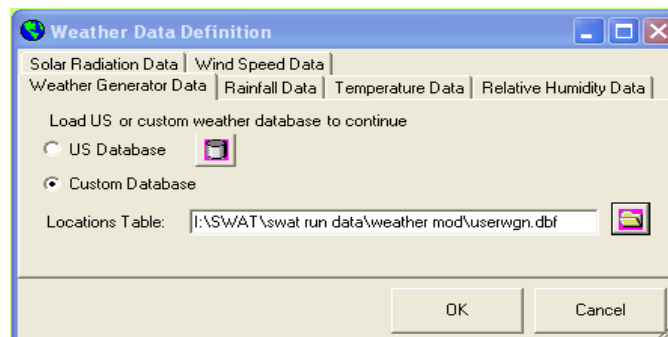 Weather Data Definition
Solar Radiation Data Wind Speed Data
Weather Generator Data Rainfall Data Temperature Data Relative Humidity Data
Load US or custom weather database to continue
US Database
Custom Database
Locations Table: I:\SWAT\swat run data\weather mod\userwgn.dbf
OK Cancel